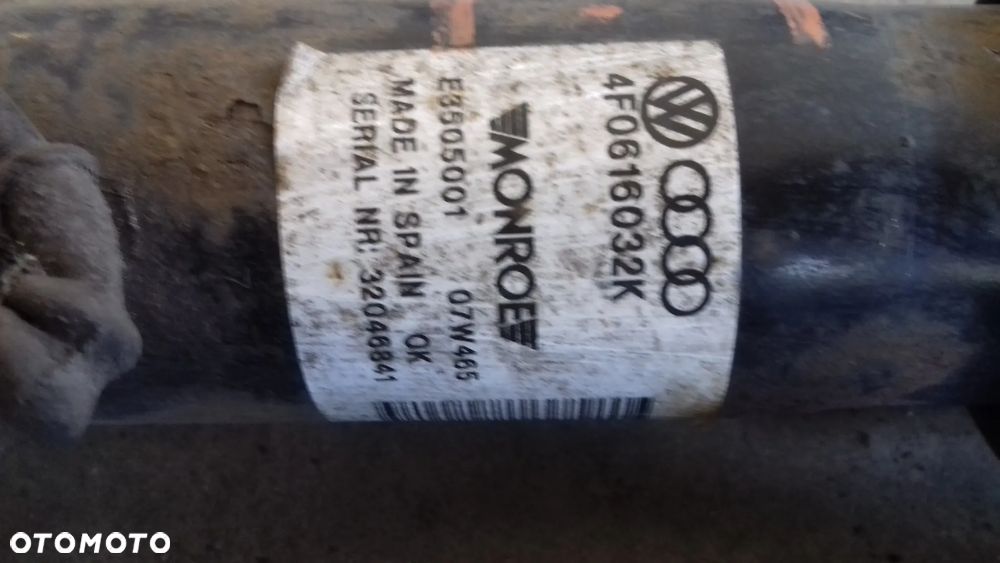 4F0616032K
MONROE
E3505001 07W465
MADE IN SPAIN OK
SERIAL NR: 32046841
OTOMOTO